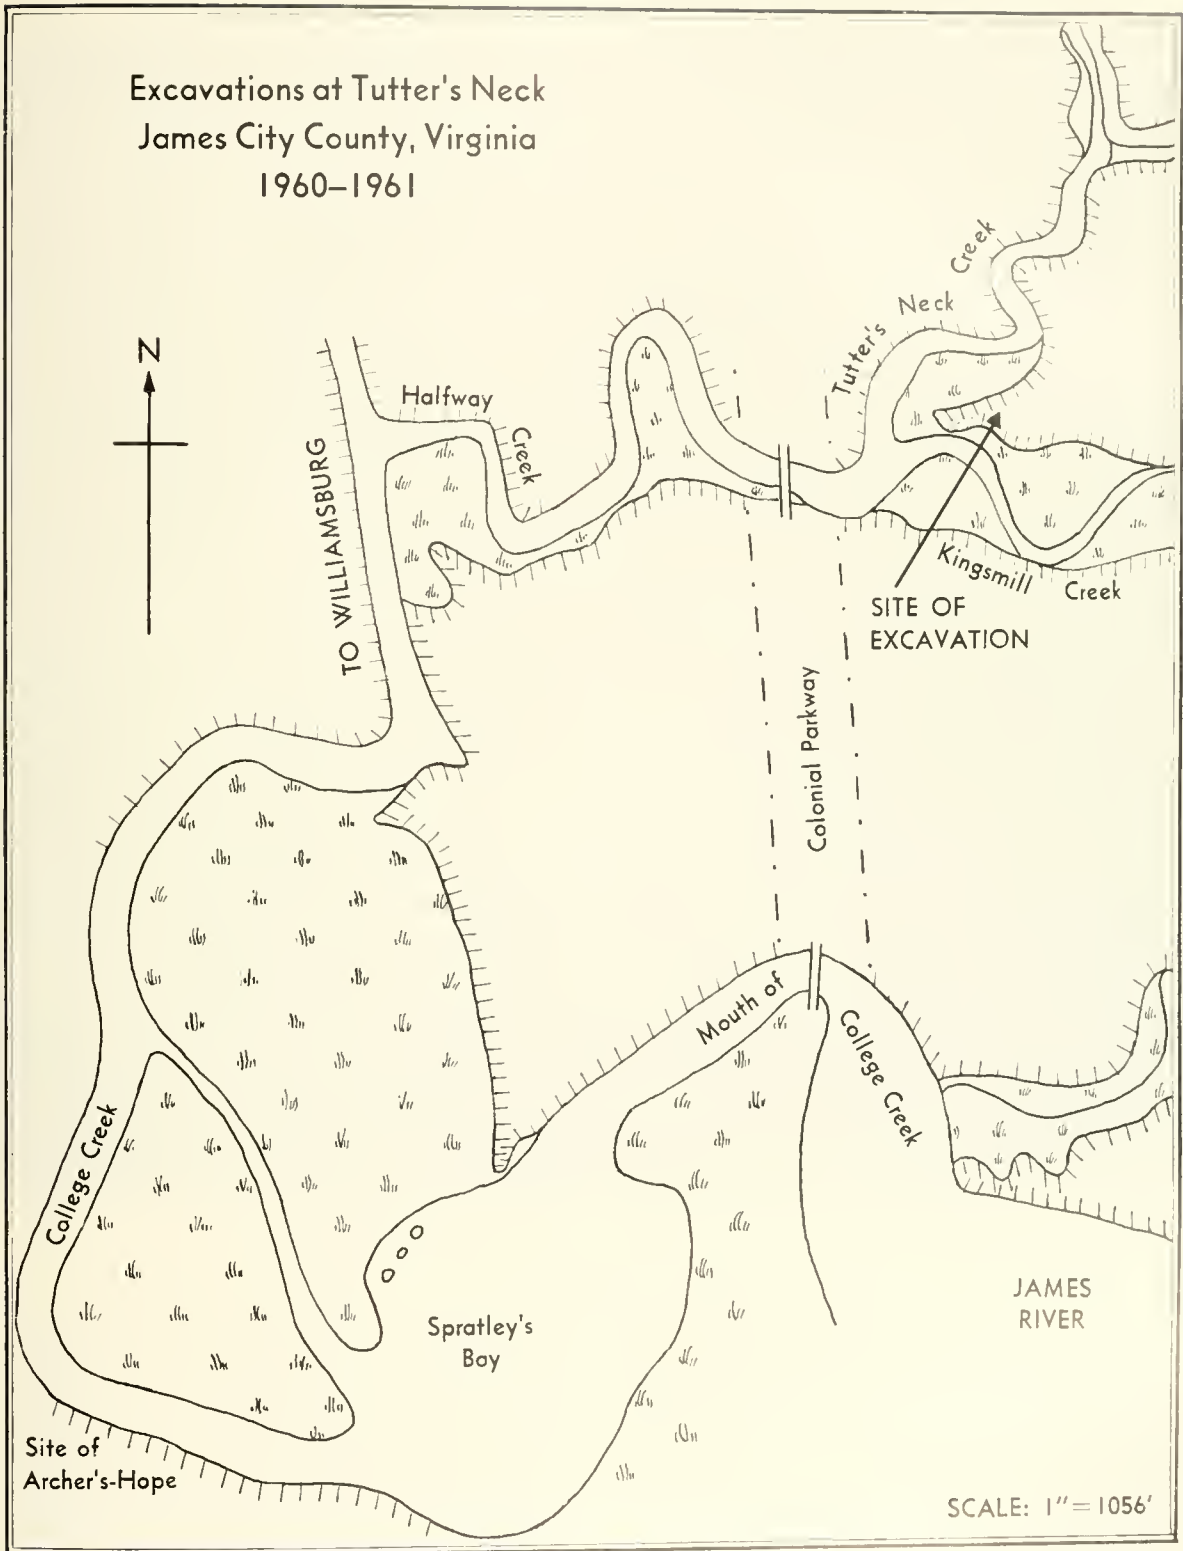 Excavations at Tutter's Neck
James City County, Virginia
1960–1961
N
Halfway
Creek
Tutter's Neck Creek
TO WILLIAMSBURG
Kingsmill Creek
SITE OF
EXCAVATION
Colonial Parkway
Mouth of
College Creek
College Creek
Spratley's
Bay
JAMES
RIVER
Site of
Archer's-Hope
SCALE: 1"=1056'